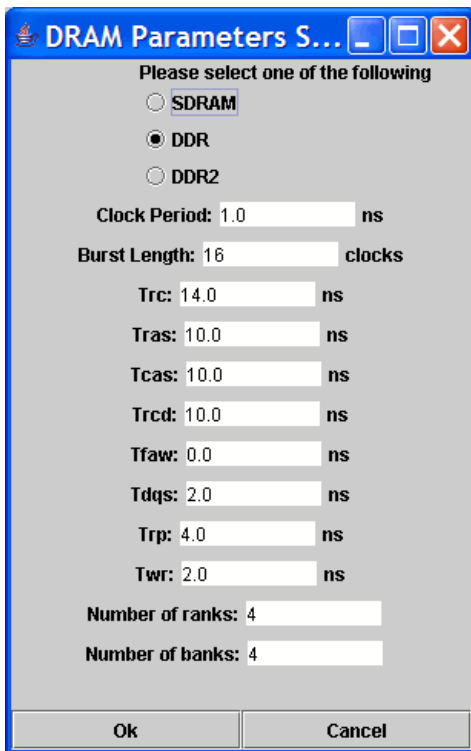 DRAM Parameters S...
Please select one of the following
SDRAM
DDR
DDR2
Clock Period: 1.0 ns
Burst Length: 16 clocks
Trc: 14.0 ns
Tras: 10.0 ns
Tcas: 10.0 ns
Trcd: 10.0 ns
Tfaw: 0.0 ns
Tdqs: 2.0 ns
Trp: 4.0 ns
Twr: 2.0 ns
Number of ranks: 4
Number of banks: 4
Ok Cancel